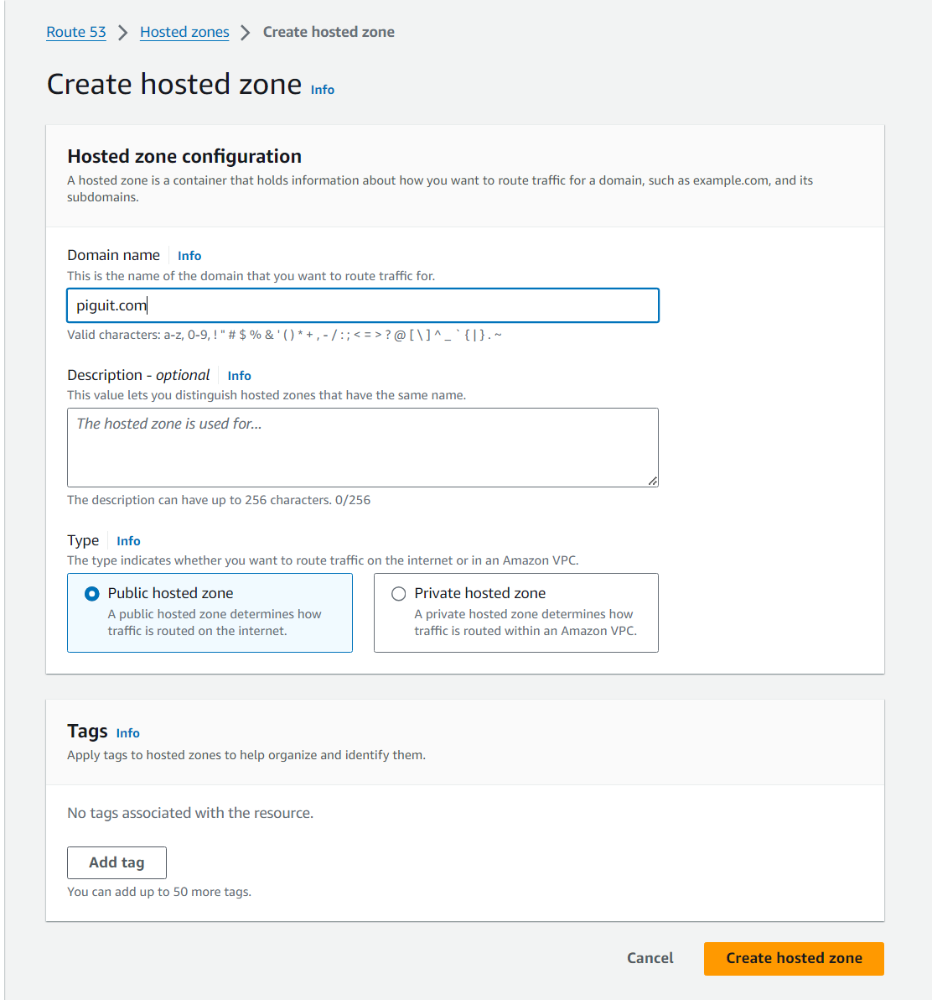 Route 53 > Hosted zones > Create hosted zone
Create hosted zone Info
Hosted zone configuration
A hosted zone is a container that holds information about how you want to route traffic for a domain, such as example.com, and its
subdomains.
Domain name Info
This is the name of the domain that you want to route traffic for.
piguit.com
Valid characters: a-z, 0-9, ! " # $ % & ' ( ) * + , - / : ; < = > ? @ [ \ ] ^ _ ` { | } . ~
Description - optional Info
This value lets you distinguish hosted zones that have the same name.
The hosted zone is used for...
The description can have up to 256 characters. 0/256
Type Info
The type indicates whether you want to route traffic on the internet or in an Amazon VPC.
Public hosted zone
A public hosted zone determines how
traffic is routed on the internet.
Private hosted zone
A private hosted zone determines how
traffic is routed within an Amazon VPC.
Tags Info
Apply tags to hosted zones to help organize and identify them.
No tags associated with the resource.
Add tag
You can add up to 50 more tags.
Cancel Create hosted zone